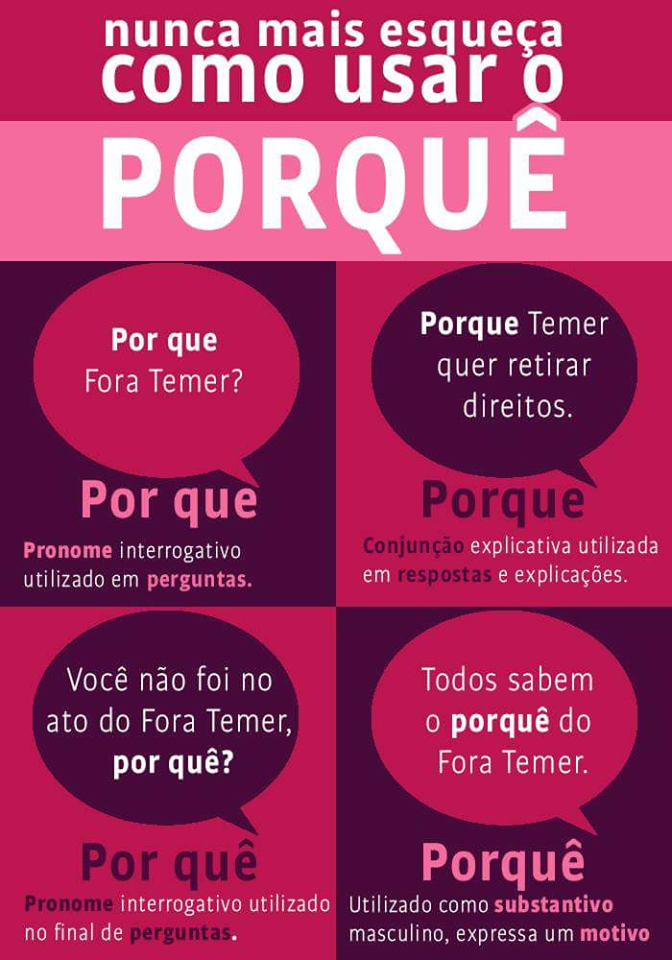 nunca mais esqueça
como usar o
PORQUÊ
Por que
Fora Temer?
Por que
Pronome interrogativo
utilizado em perguntas.
Porque Temer
quer retirar
direitos.
Porque
Conjunção explicativa utilizada
em respostas e explicações.
Você não foi no
ato do Fora Temer,
por quê?
Por quê
Pronome interrogativo utilizado
no final de perguntas.
Todos sabem
o porquê do
Fora Temer.
Porquê
Utilizado como substantivo
masculino, expressa um motivo